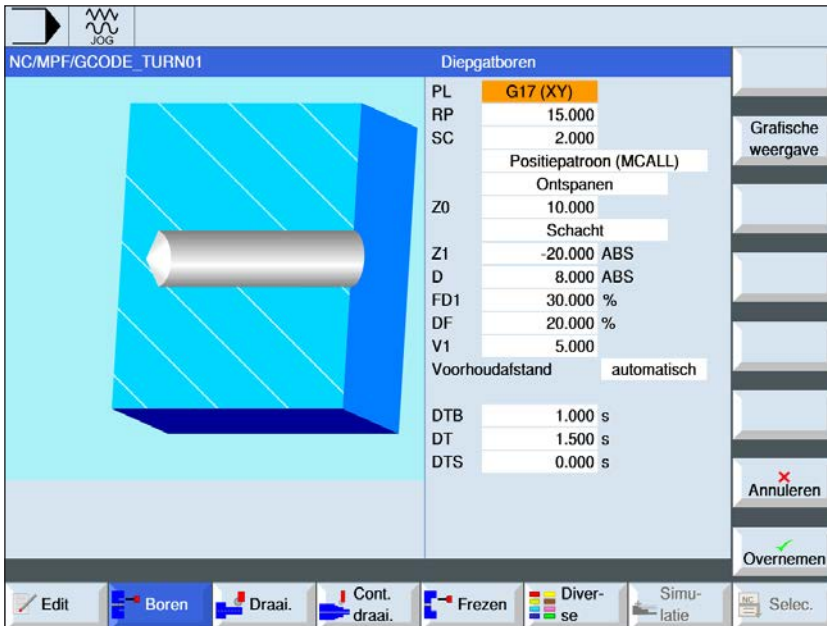 JOG
NC/MPF/GCODE_TURN01
Diepgatboren
PL G17 (XY)
RP 15.000
SC 2.000
Positiepatroon (MCALL)
Ontspanen
Z0 10.000
Schacht
Z1 -20.000 ABS
D 8.000 ABS
FD1 30.000 %
DF 20.000 %
V1 5.000
Voorhoudafstand automatisch
DTB 1.000 s
DT 1.500 s
DTS 0.000 s
Grafische
weergave
Annuleren
Overnemen
Edit
Boren
Draai.
Cont.
draai.
Frezen
Diver-
se
Simu-
latie
NC
Selec.